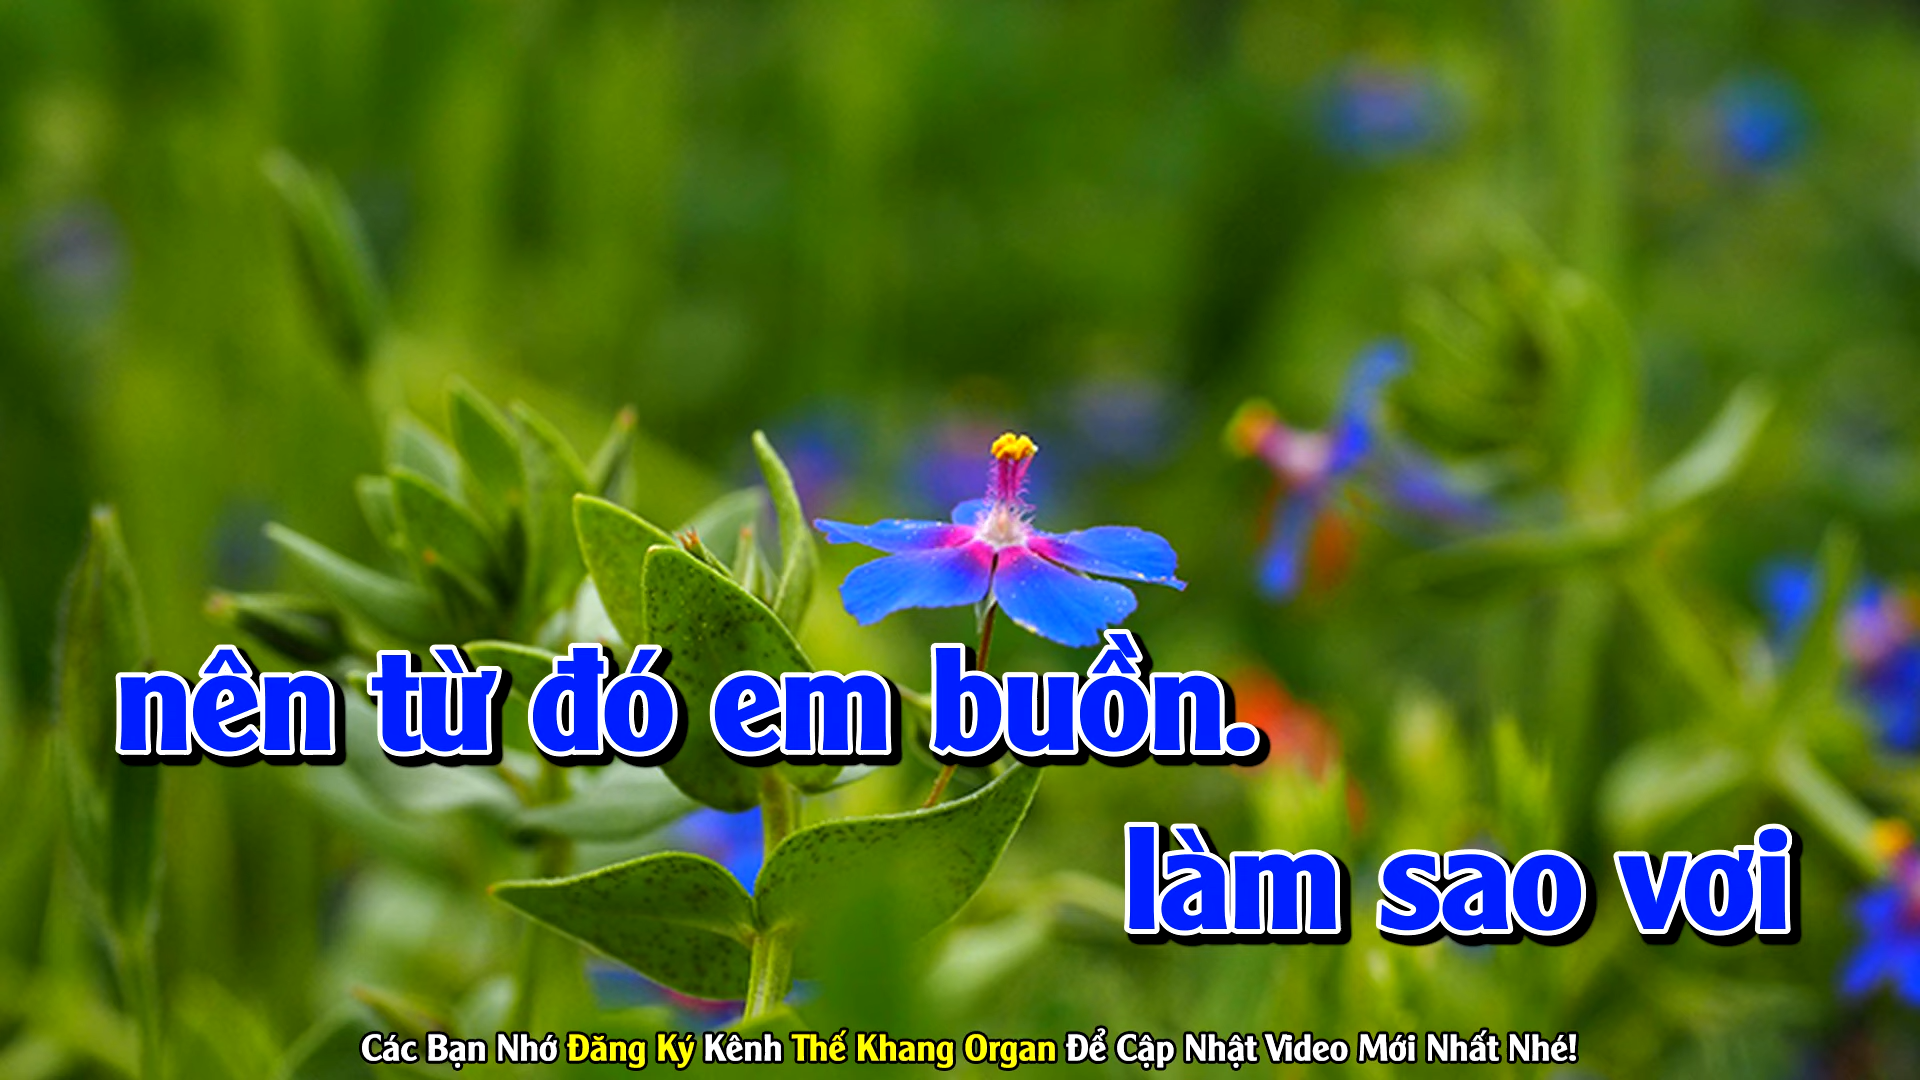 nên từ đó em buồn.
làm sao vơi
Các Bạn Nhớ Đăng Ký Kênh Thế Khang Organ Để Cập Nhật Video Mới Nhất Nhé!